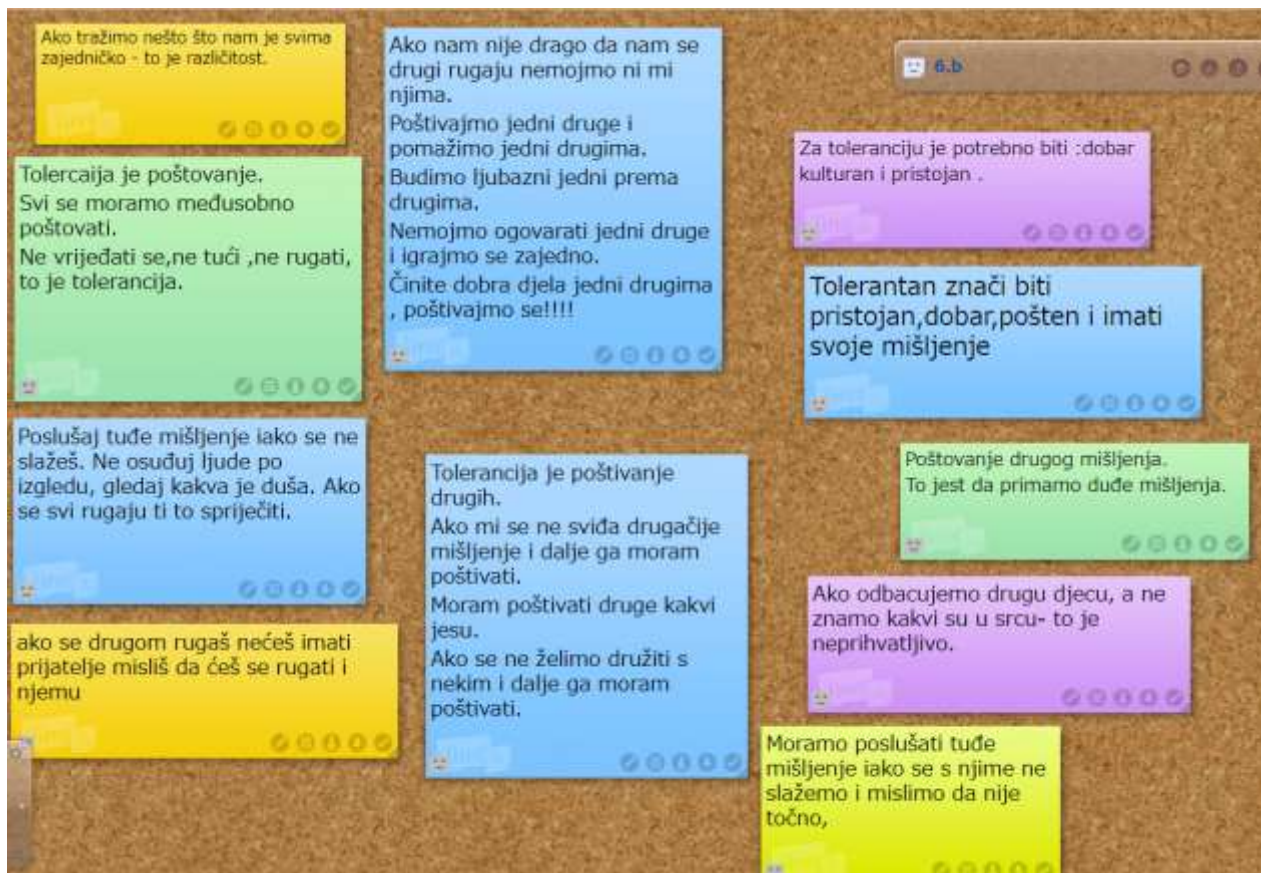 Ako tražimo nešto što nam je svima
zajedničko - to je različitost.
Tolercaija je poštovanje.
Svi se moramo međusobno
poštovati.
Ne vrijeđati se,ne tući ,ne rugati,
to je tolerancija.
Poslušaj tuđe mišljenje iako se ne
slažeš. Ne osuđuj ljude po
izgledu, gledaj kakva je duša. Ako
se svi rugaju ti to spriječiti.
ako se drugom rugaš nećeš imati
prijatelje misliš da ćeš se rugati i
njemu
Ako nam nije drago da nam se
drugi rugaju nemojmo ni mi
njima.
Poštivajmo jedni druge i
pomažimo jedni drugima.
Budimo ljubazni jedni prema
drugima.
Nemojmo ogovarati jedni druge
i igrajmo se zajedno.
Činite dobra djela jedni drugima
, poštivajmo se!!!!
Tolerancija je poštivanje
drugih.
Ako mi se ne sviđa drugačije
mišljenje i dalje ga moram
poštivati.
Moram poštivati druge kakvi
jesu.
Ako se ne želimo družiti s
nekim i dalje ga moram
poštivati.
6.b
Za toleranciju je potrebno biti :dobar
kulturan i pristojan .
Tolerantan znači biti
pristojan,dobar,pošten i imati
svoje mišljenje
Poštovanje drugog mišljenja.
To jest da primamo duđe mišljenja.
Ako odbacujemo drugu djecu, a ne
znamo kakvi su u srcu- to je
neprihvatljivo.
Moramo poslušati tuđe
mišljenje iako se s njime ne
slažemo i mislimo da nije
točno,